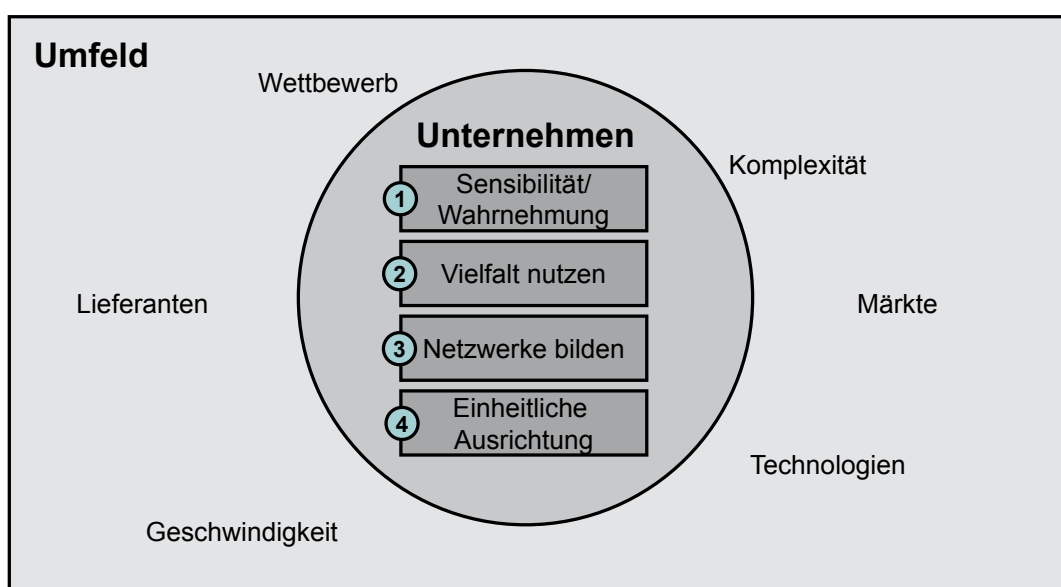 Umfeld
Wettbewerb
Unternehmen
Komplexität
1
Sensibilität/
Wahrnehmung
2
Vielfalt nutzen
Lieferanten
Märkte
3
Netzwerke bilden
4
Einheitliche
Ausrichtung
Technologien
Geschwindigkeit